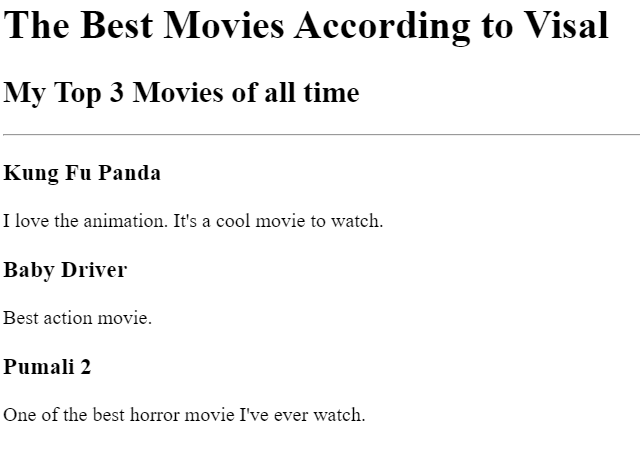 The Best Movies According to Visal
My Top 3 Movies of all time
Kung Fu Panda
I love the animation. It's a cool movie to watch.
Baby Driver
Best action movie.
Pumali 2
One of the best horror movie I've ever watch.